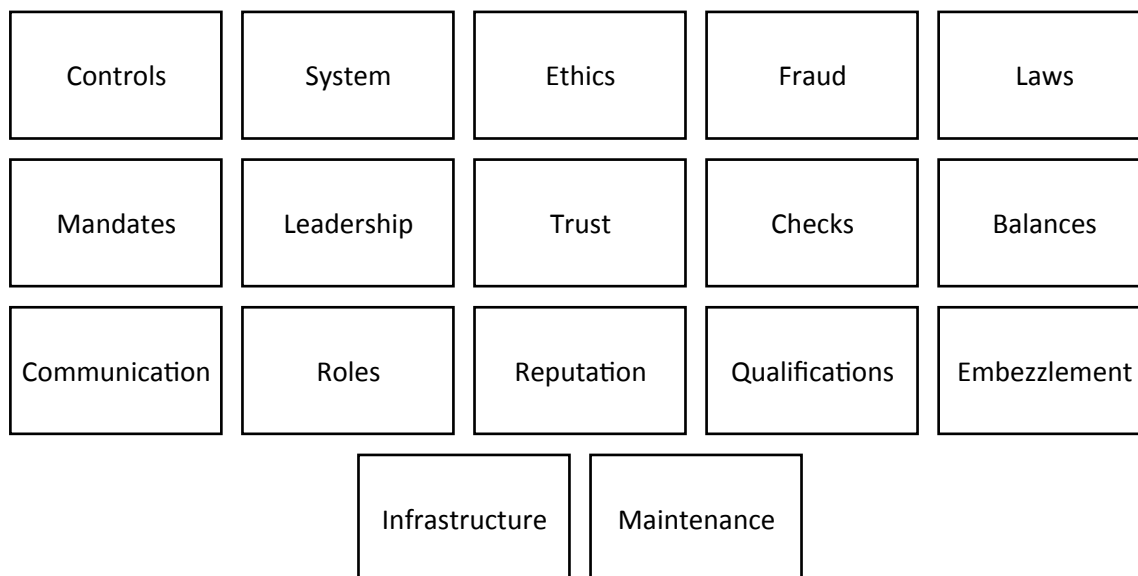 Controls
System
Ethics
Fraud
Laws
Mandates
Leadership
Trust
Checks
Balances
Communication
Roles
Reputation
Qualifications
Embezzlement
Infrastructure
Maintenance